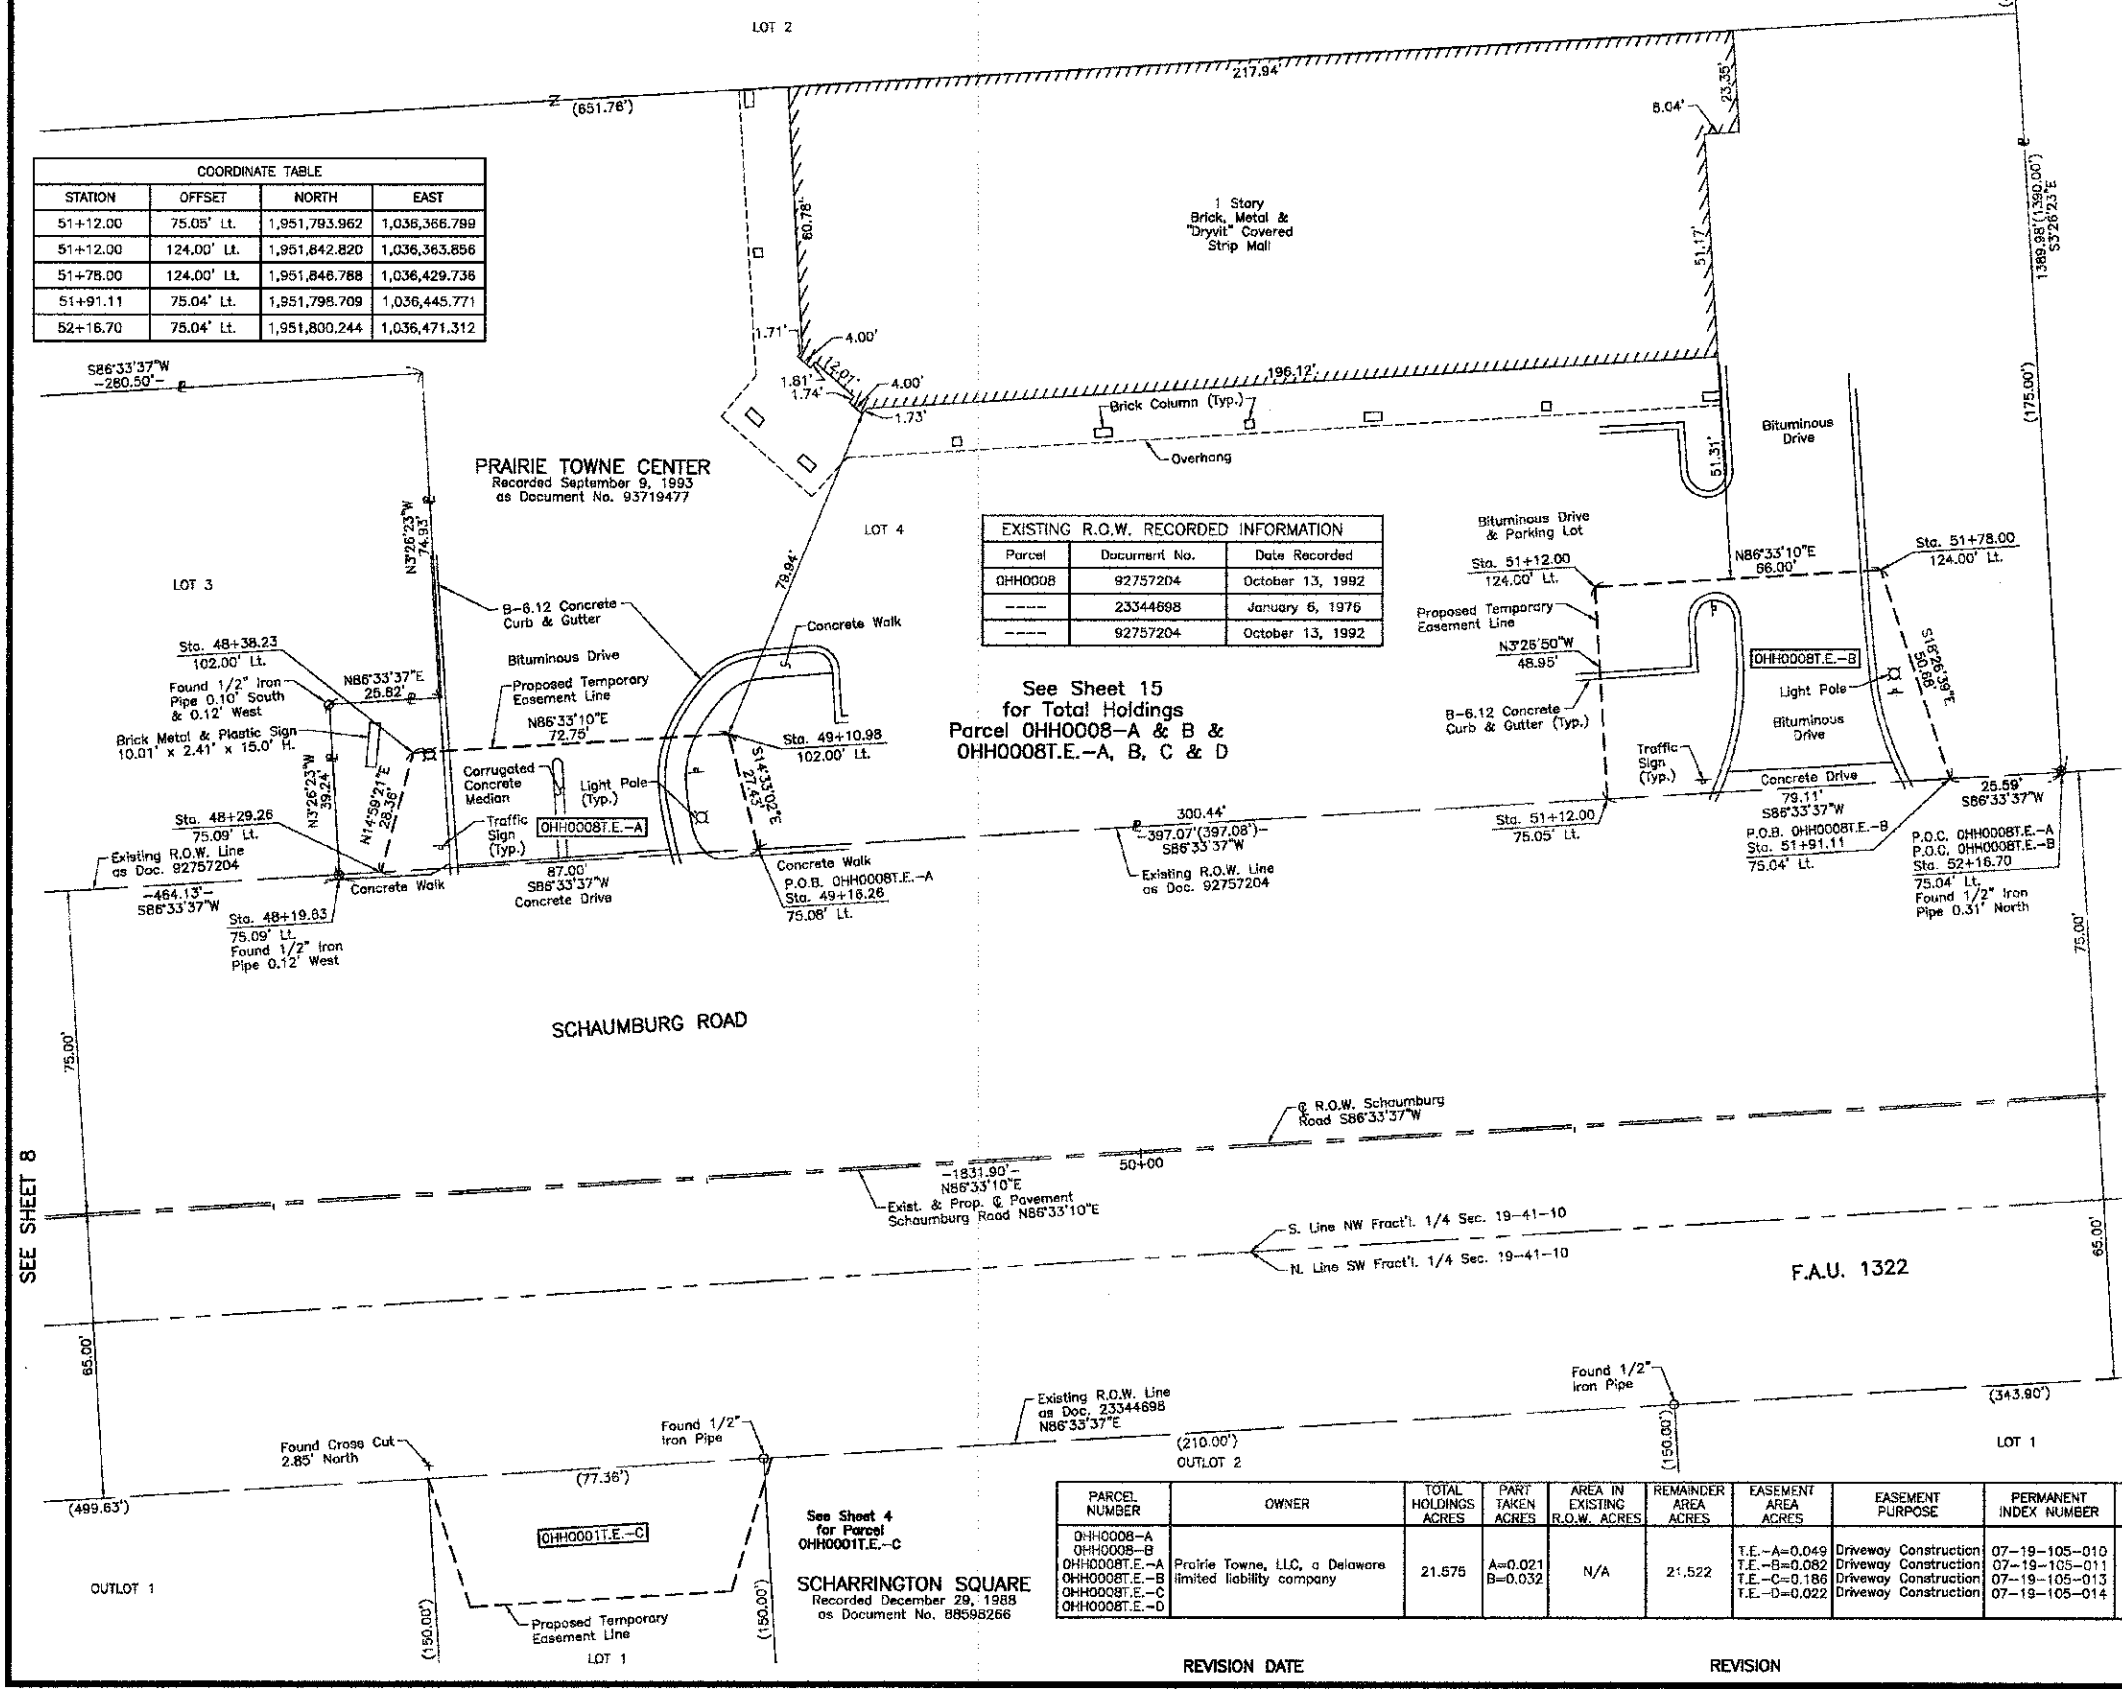 LOT 2
(651.76')
217.94'
23.35'
8.04'
1389.98'(1390.00')
S3°26'23"E
COORDINATE TABLE
STATION OFFSET NORTH EAST
51+12.00 75.05' Lt. 1,951,793.962 1,036,366.799
51+12.00 124.00' Lt. 1,951,842.820 1,036,363.856
51+78.00 124.00' Lt. 1,951,846.788 1,036,429.736
51+91.11 75.04' Lt. 1,951,798.709 1,036,445.771
52+16.70 75.04' Lt. 1,951,800.244 1,036,471.312
60.78'
1 Story
Brick, Metal &
"Dryvit" Covered
Strip Mall
51.17'
1.71'
4.00'
12.01'
1.81'
1.74'
4.00'
1.73'
196.12'
(175.00')
S86°33'37"W
-280.50'-
Brick Column (Typ.)
Overhang
51.31'
Bituminous
Drive
PRAIRIE TOWNE CENTER
Recorded September 9, 1993
as Document No. 93719477
N3°26'23"W
74.93'
LOT 3
LOT 4
79.94'
EXISTING R.O.W. RECORDED INFORMATION
Parcel Document No. Date Recorded
0HH0008 92757204 October 13, 1992
---- 23344698 January 6, 1976
---- 92757204 October 13, 1992
Bituminous Drive
& Parking Lot
Sta. 51+12.00
124.00' Lt.
N86°33'10"E
66.00'
Sta. 51+78.00
124.00' Lt.
B-6.12 Concrete
Curb & Gutter
Concrete Walk
Proposed Temporary
Easement Line
N3°26'50"W
48.95'
S18°26'39"E
50.68'
Sta. 48+38.23
102.00' Lt.
Found 1/2" Iron
Pipe 0.10' South
& 0.12' West
N86°33'37"E
25.82'
Bituminous Drive
Proposed Temporary
Easement Line
N86°33'10"E
72.75'
Brick Metal & Plastic Sign
10.01' x 2.41' x 15.0' H.
See Sheet 15
for Total Holdings
Parcel 0HH0008-A & B &
0HH0008T.E.-A, B, C & D
0HH0008T.E.-B
Light Pole
Bituminous
Drive
B-6.12 Concrete
Curb & Gutter (Typ.)
Traffic
Sign
(Typ.)
Sta. 49+10.98
102.00' Lt.
S14°33'02"E
27.43'
N3°26'23"W
39.24'
N14°59'21"E
28.36'
Corrugated
Concrete
Median
Light Pole
(Typ.)
Traffic
Sign
(Typ.)
0HH0008T.E.-A
Sta. 48+29.26
75.09' Lt.
Existing R.O.W. Line
as Doc. 92757204
-464.13'-
S86°33'37"W
Concrete Walk
Sta. 48+19.83
75.09' Lt.
Found 1/2" Iron
Pipe 0.12' West
87.00'
S86°33'37"W
Concrete Drive
Concrete Walk
P.O.B. 0HH0008T.E.-A
Sta. 49+16.26
75.08' Lt.
300.44'
-397.07'(397.08')-
S86°33'37"W
Existing R.O.W. Line
as Doc. 92757204
Sta. 51+12.00
75.05' Lt.
Concrete Drive
79.11'
S86°33'37"W
P.O.B. 0HH0008T.E.-B
Sta. 51+91.11
75.04' Lt.
25.59'
S86°33'37"W
P.O.C. 0HH0008T.E.-A
P.O.C. 0HH0008T.E.-B
Sta. 52+16.70
75.04' Lt.
Found 1/2" Iron
Pipe 0.31' North
75.00'
75.00'
SCHAUMBURG ROAD
℄ R.O.W. Schaumburg
Road S86°33'37"W
50+00
-1831.90'-
N86°33'10"E
Exist. & Prop. ℄ Pavement
Schaumburg Road N86°33'10"E
SEE SHEET 8
S. Line NW Fract'l. 1/4 Sec. 19-41-10
N. Line SW Fract'l. 1/4 Sec. 19-41-10
F.A.U. 1322
65.00'
65.00'
Found 1/2"
Iron Pipe
(343.90')
Existing R.O.W. Line
as Doc. 23344698
N86°33'37"E
Found 1/2"
Iron Pipe
Found Cross Cut
2.85' North
(210.00')
OUTLOT 2
(150.00')
LOT 1
(77.36')
(499.63')
See Sheet 4
for Parcel
0HH0001T.E.-C
0HH0001T.E.-C
OUTLOT 1
SCHARRINGTON SQUARE
Recorded December 29, 1988
as Document No. 88598266
(150.00')
(150.00')
Proposed Temporary
Easement Line
LOT 1
PARCEL NUMBER OWNER TOTAL HOLDINGS ACRES PART TAKEN ACRES AREA IN EXISTING R.O.W. ACRES REMAINDER AREA ACRES EASEMENT AREA ACRES EASEMENT PURPOSE PERMANENT INDEX NUMBER
0HH0008-A
0HH0008-B
0HH0008T.E.-A
0HH0008T.E.-B
0HH0008T.E.-C
0HH0008T.E.-D
Prairie Towne, LLC, a Delaware
limited liability company
21.575
A=0.021
B=0.032
N/A
21.522
T.E.-A=0.049 Driveway Construction 07-19-105-010
T.E.-B=0.082 Driveway Construction 07-19-105-011
T.E.-C=0.186 Driveway Construction 07-19-105-013
T.E.-D=0.022 Driveway Construction 07-19-105-014
REVISION DATE
REVISION